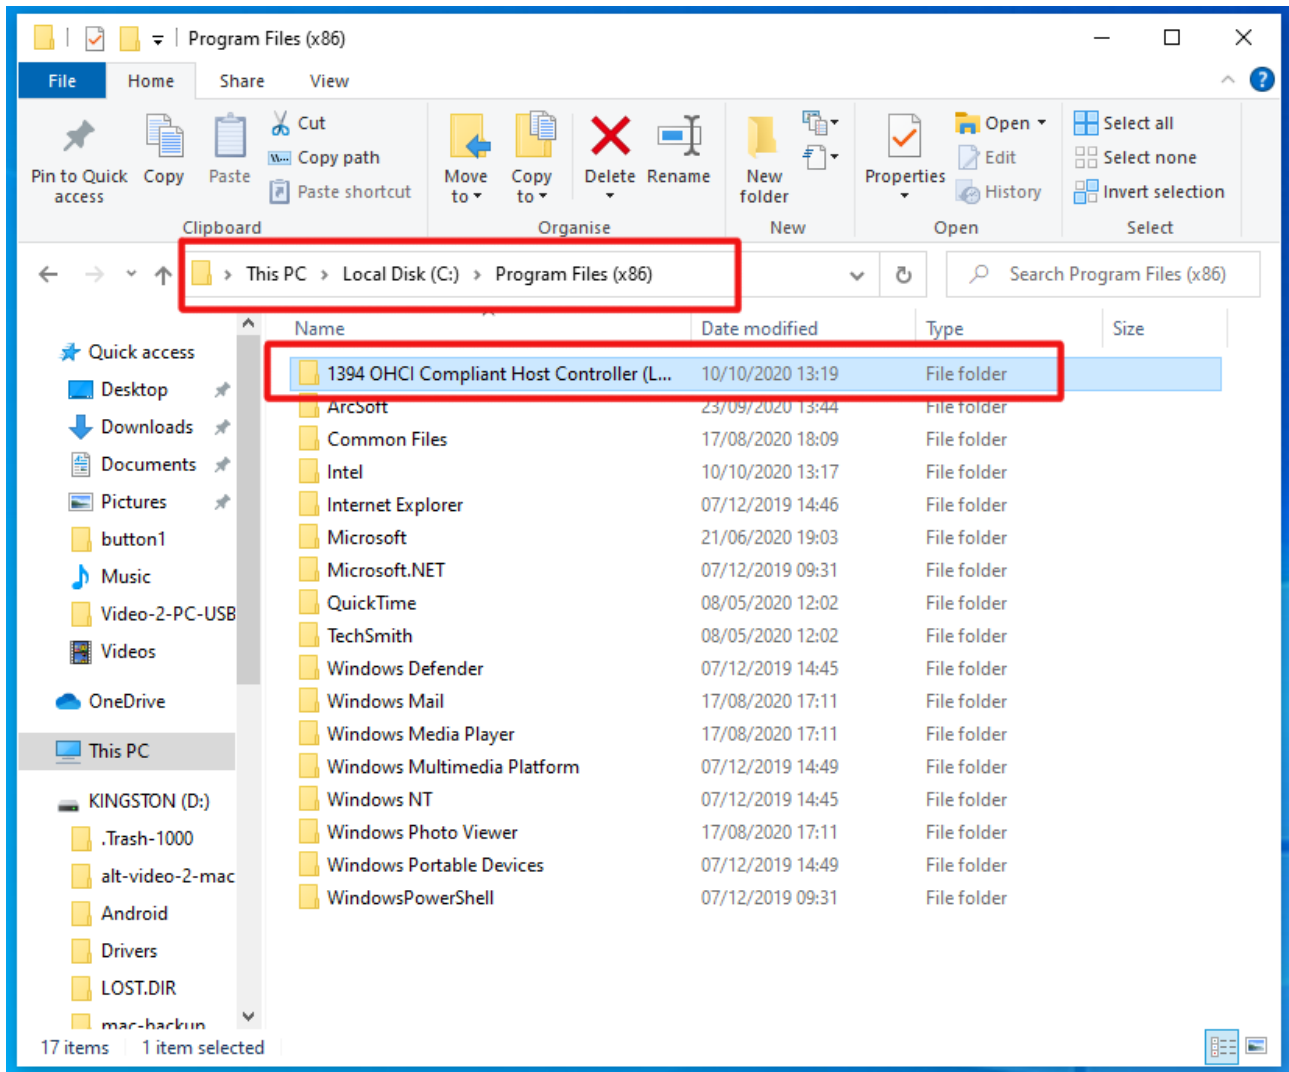 Program Files (x86)
File Home Share View
Pin to Quick access
Copy
Paste
Cut
W... Copy path
Paste shortcut
Clipboard
Move to
Copy to
Delete
Rename
Organise
New folder
New
Properties
Open
Edit
History
Open
Select all
Select none
Invert selection
Select
This PC > Local Disk (C:) > Program Files (x86)
Search Program Files (x86)
Quick access
Desktop
Downloads
Documents
Pictures
button1
Music
Video-2-PC-USB
Videos
OneDrive
This PC
KINGSTON (D:)
.Trash-1000
alt-video-2-mac
Android
Drivers
LOST.DIR
mac-backup
Name Date modified Type Size
1394 OHCI Compliant Host Controller (L... 10/10/2020 13:19 File folder
ArcSoft 23/09/2020 13:44 File folder
Common Files 17/08/2020 18:09 File folder
Intel 10/10/2020 13:17 File folder
Internet Explorer 07/12/2019 14:46 File folder
Microsoft 21/06/2020 19:03 File folder
Microsoft.NET 07/12/2019 09:31 File folder
QuickTime 08/05/2020 12:02 File folder
TechSmith 08/05/2020 12:02 File folder
Windows Defender 07/12/2019 14:45 File folder
Windows Mail 17/08/2020 17:11 File folder
Windows Media Player 17/08/2020 17:11 File folder
Windows Multimedia Platform 07/12/2019 14:49 File folder
Windows NT 07/12/2019 14:45 File folder
Windows Photo Viewer 17/08/2020 17:11 File folder
Windows Portable Devices 07/12/2019 14:49 File folder
WindowsPowerShell 07/12/2019 09:31 File folder
17 items 1 item selected